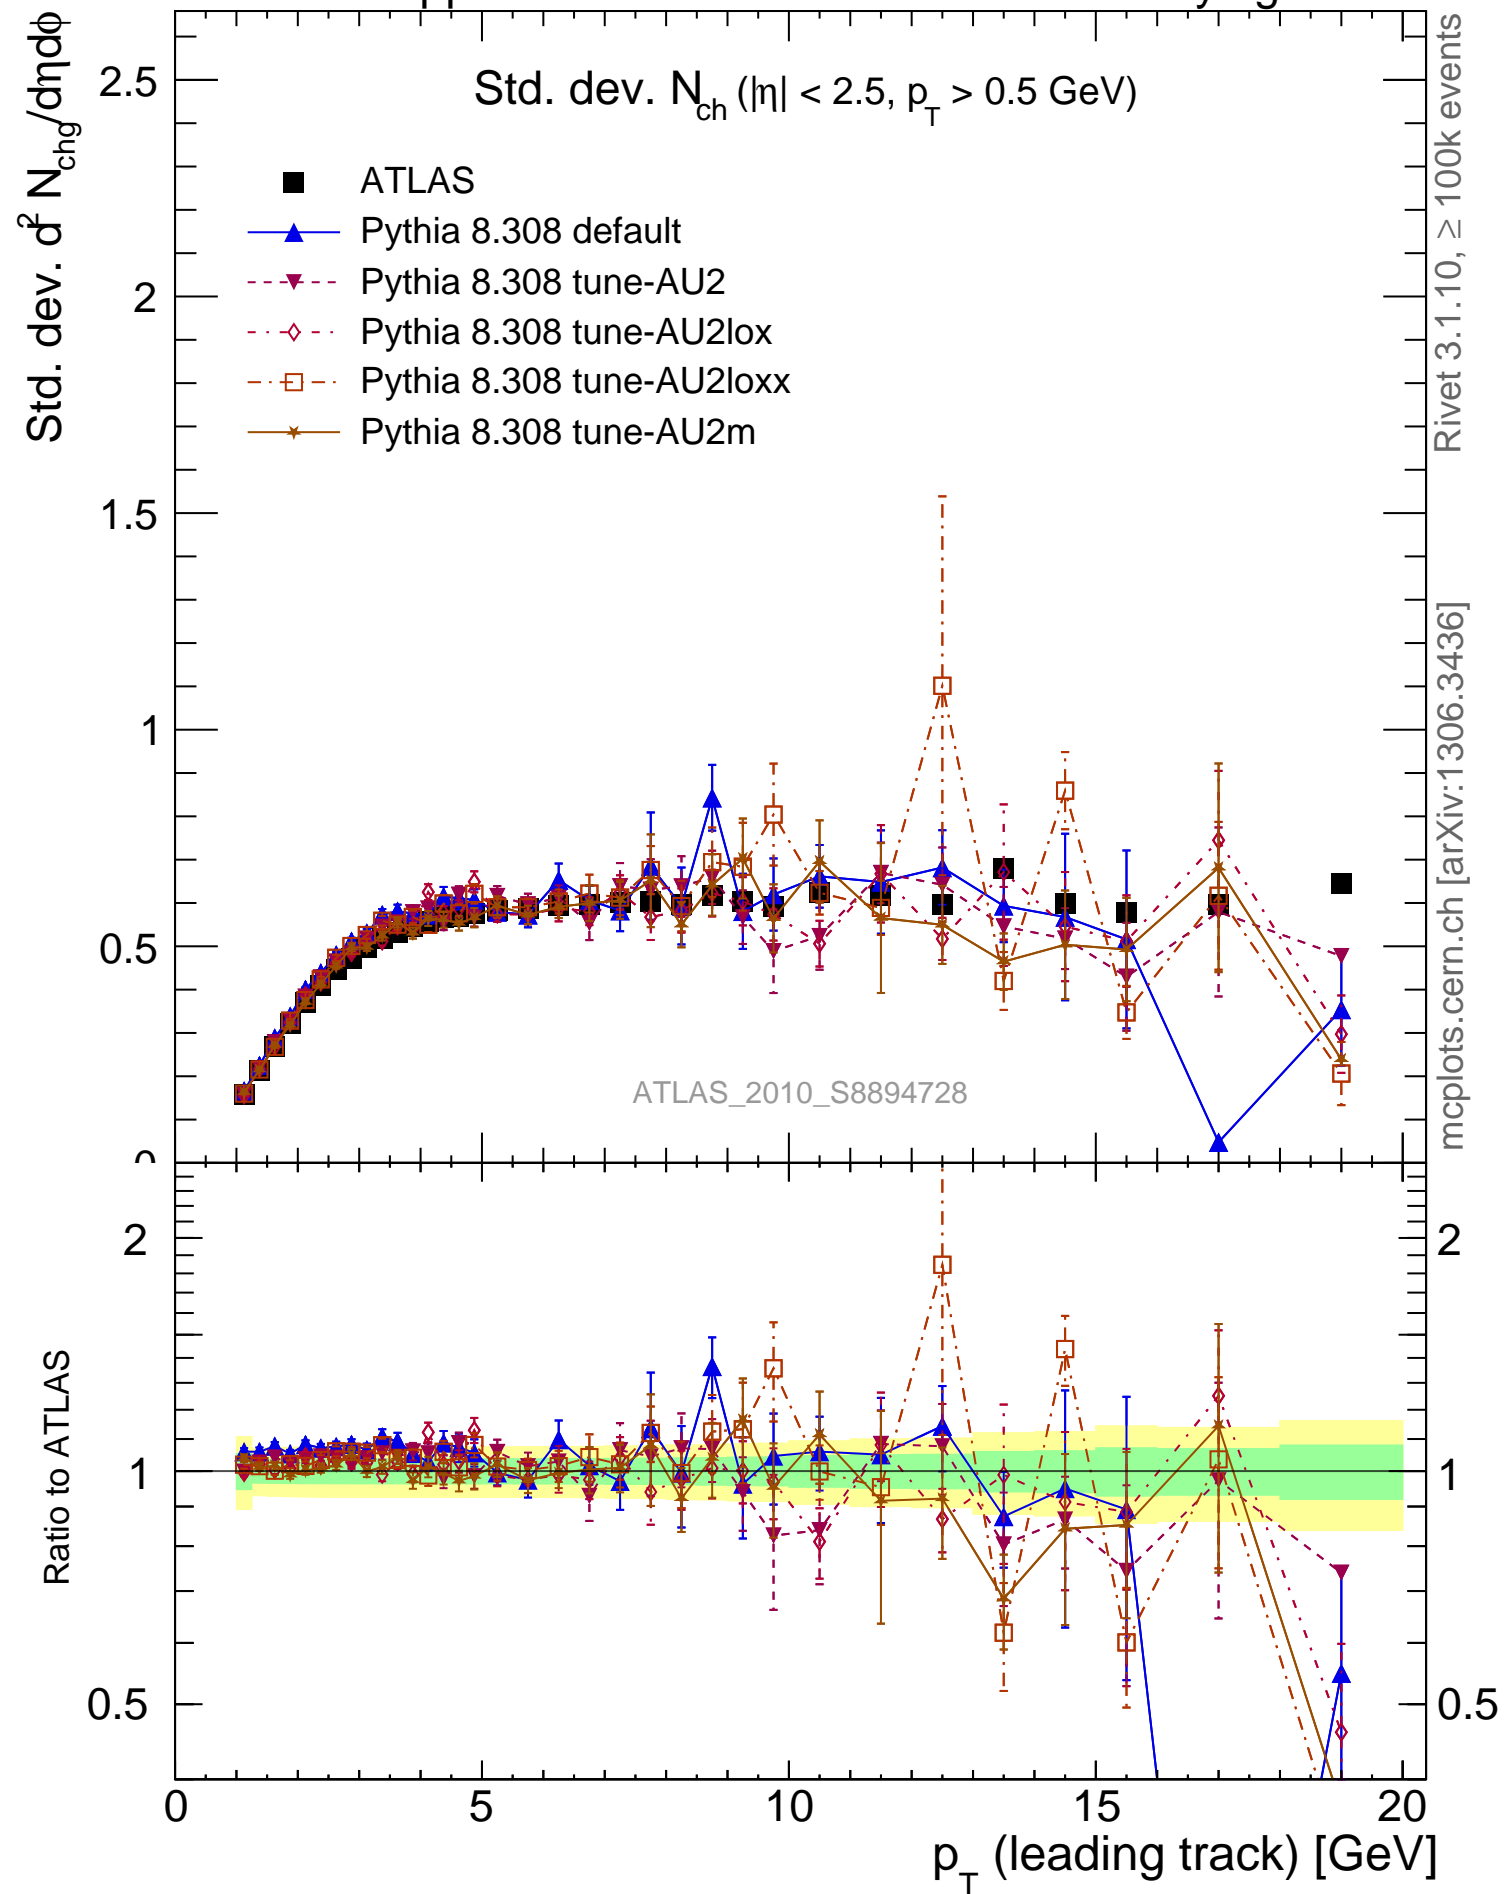 Std. dev. d² N_chg/dηdϕ
Std. dev. N_ch (|η| < 2.5, p_T > 0.5 GeV)
ATLAS
Pythia 8.308 default
Pythia 8.308 tune-AU2
Pythia 8.308 tune-AU2lox
Pythia 8.308 tune-AU2loxx
Pythia 8.308 tune-AU2m
2.5
2
1.5
1
0.5
0
ATLAS_2010_S8894728
Rivet 3.1.10, ≥ 100k events
mcplots.cern.ch [arXiv:1306.3436]
Ratio to ATLAS
2
1
0.5
2
1
0.5
0 5 10 15 20
p_T (leading track) [GeV]